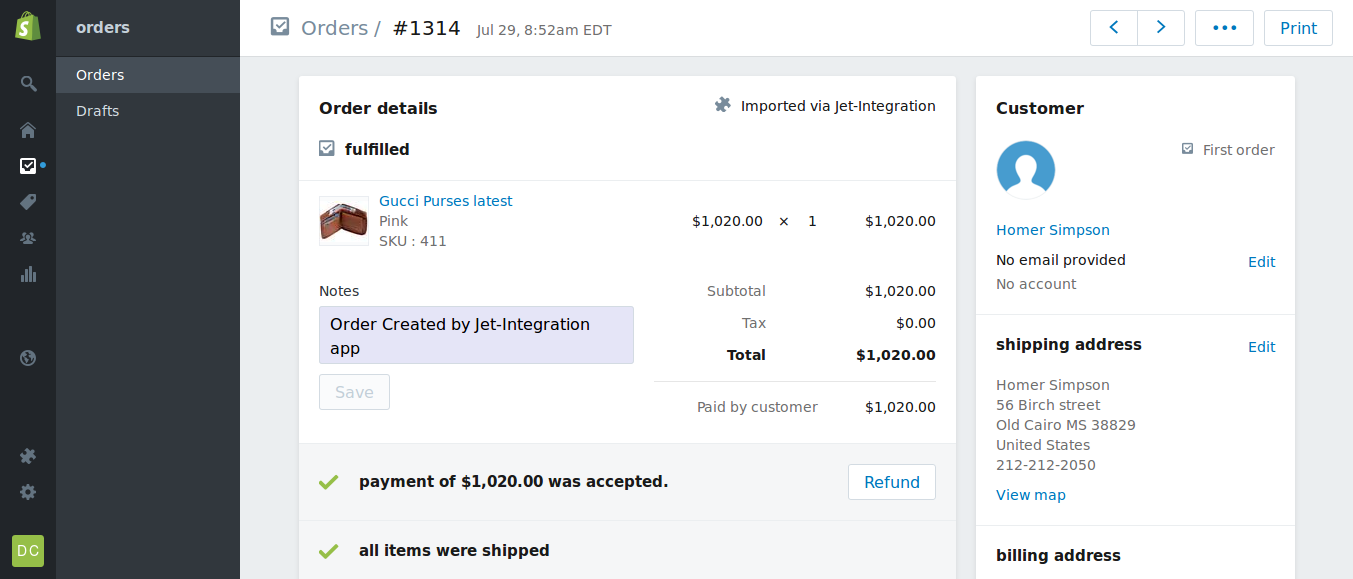 orders
Orders
Drafts
DC
Orders / #1314 Jul 29, 8:52am EDT
Print
Order details
Imported via Jet-Integration
fulfilled
Gucci Purses latest
Pink
SKU : 411
$1,020.00 × 1 $1,020.00
Notes
Order Created by Jet-Integration
app
Save
Subtotal $1,020.00
Tax $0.00
Total $1,020.00
Paid by customer $1,020.00
payment of $1,020.00 was accepted.
Refund
all items were shipped
Customer
First order
Homer Simpson
No email provided
Edit
No account
shipping address
Edit
Homer Simpson
56 Birch street
Old Cairo MS 38829
United States
212-212-2050
View map
billing address